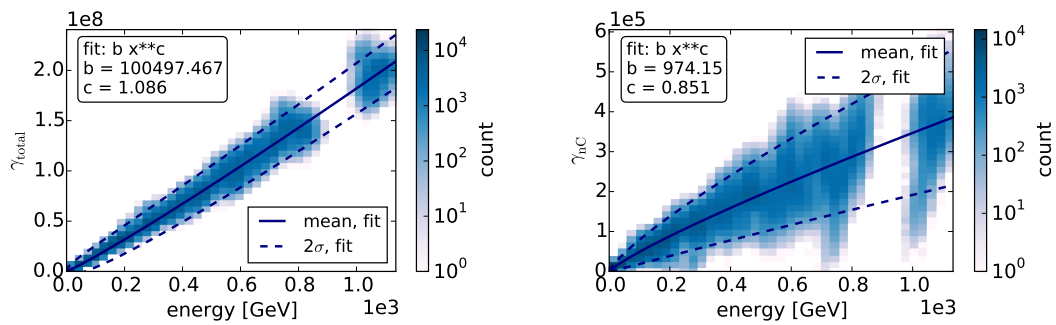 1e8
fit: b x**c
b = 100497.467
c = 1.086
2.0
1.5
1.0
0.5
0.0
γtotal
mean, fit
2σ, fit
0.0 0.2 0.4 0.6 0.8 1.0
energy [GeV]
1e3
10^4
10^3
10^2
10^1
10^0
count
1e5
fit: b x**c
b = 974.15
c = 0.851
mean, fit
2σ, fit
6
5
4
3
2
1
0
γnC
0.0 0.2 0.4 0.6 0.8 1.0
energy [GeV]
1e3
10^4
10^3
10^2
10^1
10^0
count